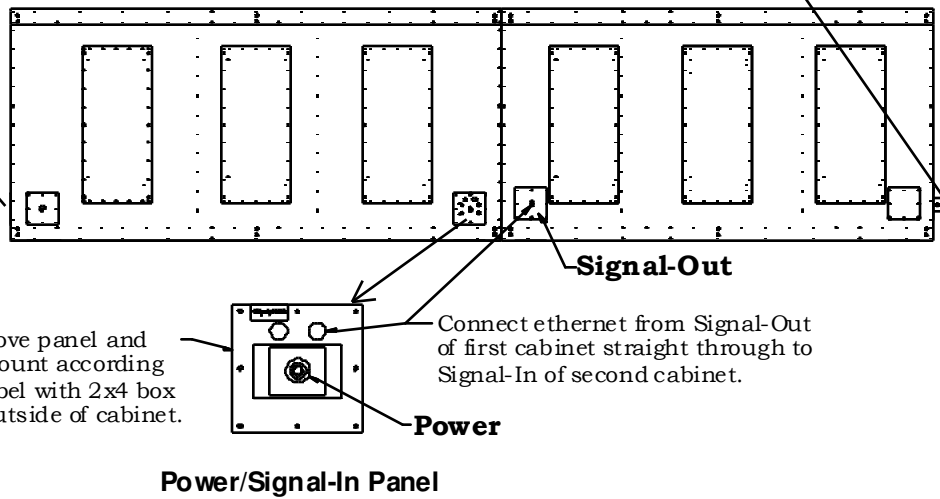 Signal-Out
Connect ethernet from Signal-Out
of first cabinet straight through to
Signal-In of second cabinet.
ove panel and
ount according
bel with 2x4 box
utside of cabinet.
Power
Power/Signal-In Panel